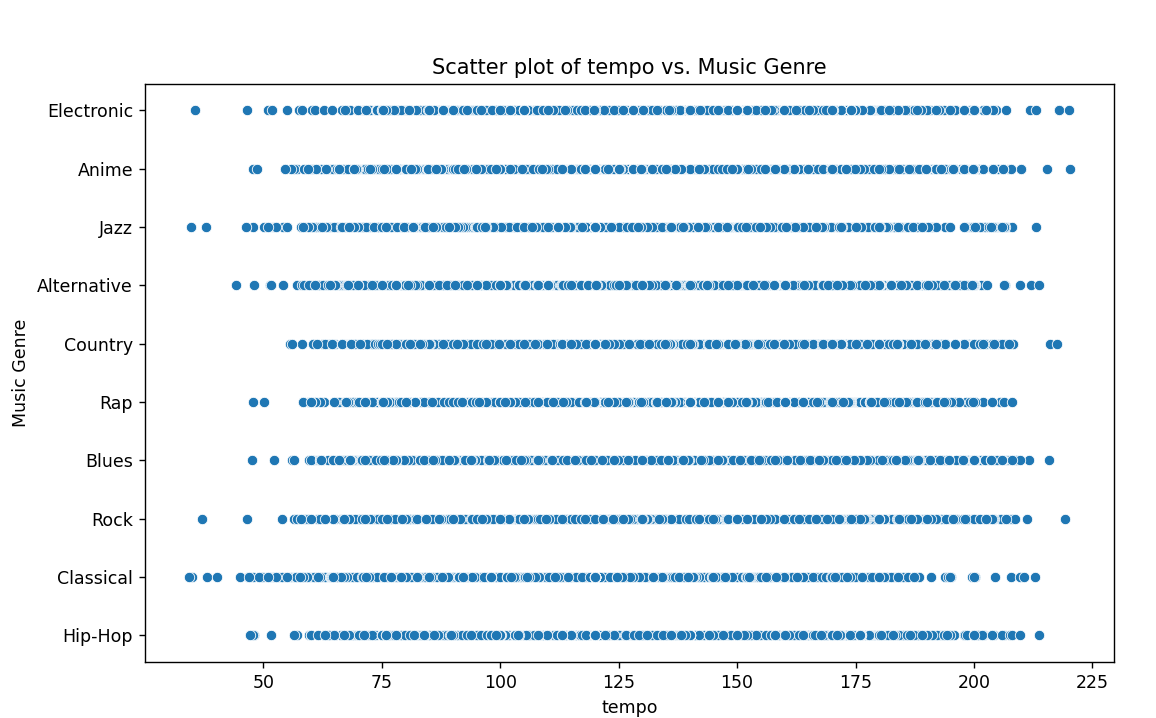 Scatter plot of tempo vs. Music Genre
Music Genre
Electronic
Anime
Jazz
Alternative
Country
Rap
Blues
Rock
Classical
Hip-Hop
50 75 100 125 150 175 200 225
tempo